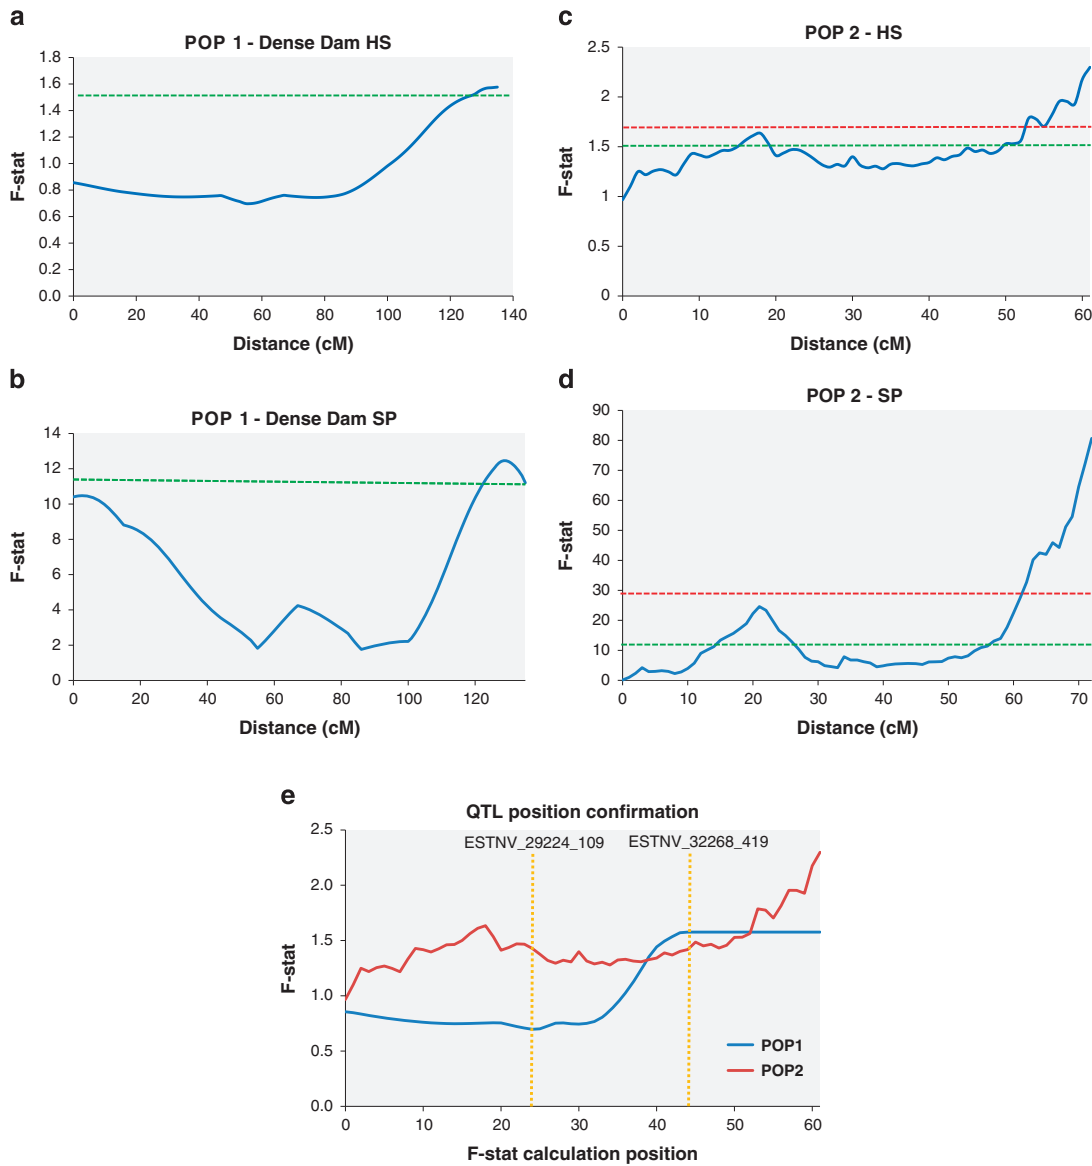 a
POP 1 - Dense Dam HS
1.8
1.6
1.4
1.2
1.0
0.8
0.6
0.4
0.2
0.0
F-stat
0 20 40 60 80 100 120 140
Distance (cM)
c
POP 2 - HS
2.5
2
1.5
1
0.5
0
F-stat
0 10 20 30 40 50 60
Distance (cM)
b
POP 1 - Dense Dam SP
14
12
10
8
6
4
2
0
F-stat
0 20 40 60 80 100 120
Distance (cM)
d
POP 2 - SP
90
80
70
60
50
40
30
20
10
0
F-stat
0 10 20 30 40 50 60 70
Distance (cM)
e
QTL position confirmation
2.5
2.0
1.5
1.0
0.5
0.0
F-stat
ESTNV_29224_109 ESTNV_32268_419
POP1
POP2
0 10 20 30 40 50 60
F-stat calculation position